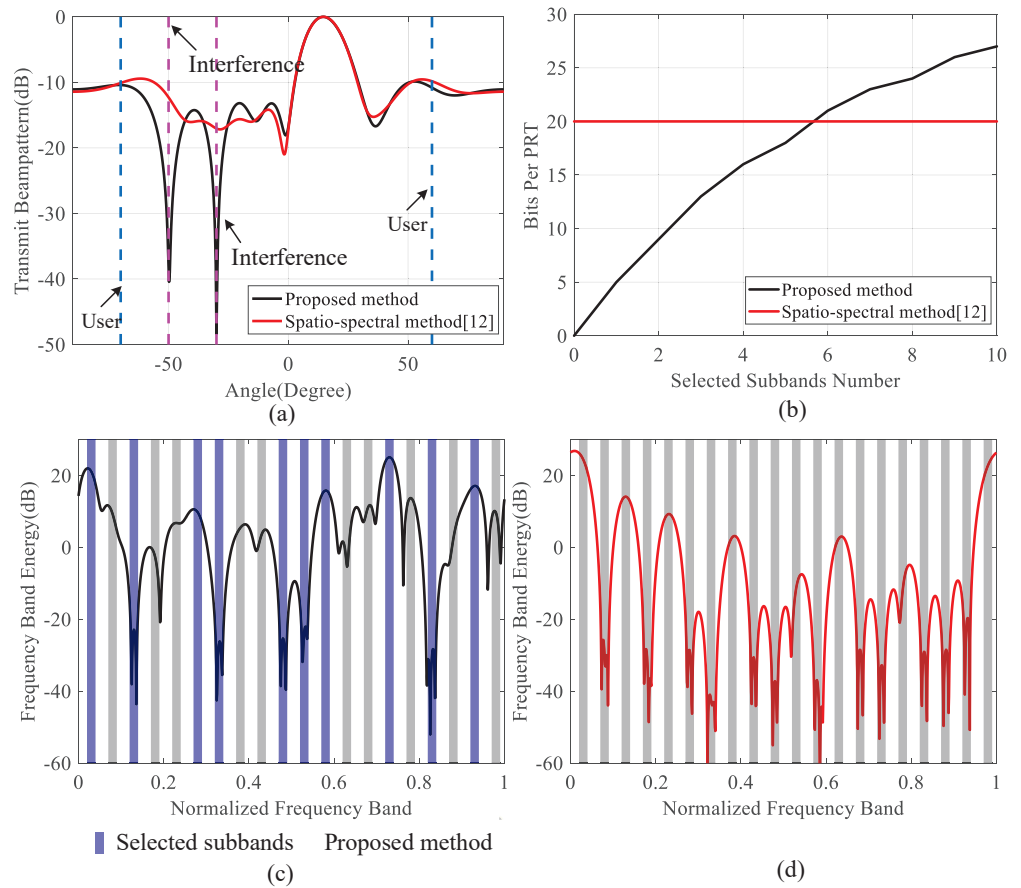 0
-10
-20
-30
-40
-50
Transmit Beampattern(dB)
Interference
User
Interference
User
Proposed method
Spatio-spectral method[12]
-50
0
50
Angle(Degree)
(a)
30
25
20
15
10
5
0
Bits Per PRT
Proposed method
Spatio-spectral method[12]
0
2
4
6
8
10
Selected Subbands Number
(b)
20
0
-20
-40
-60
Frequency Band Energy(dB)
0
0.2
0.4
0.6
0.8
1
Normalized Frequency Band
Selected subbands
Proposed method
(c)
20
0
-20
-40
-60
Frequency Band Energy(dB)
0
0.2
0.4
0.6
0.8
1
Normalized Frequency Band
(d)